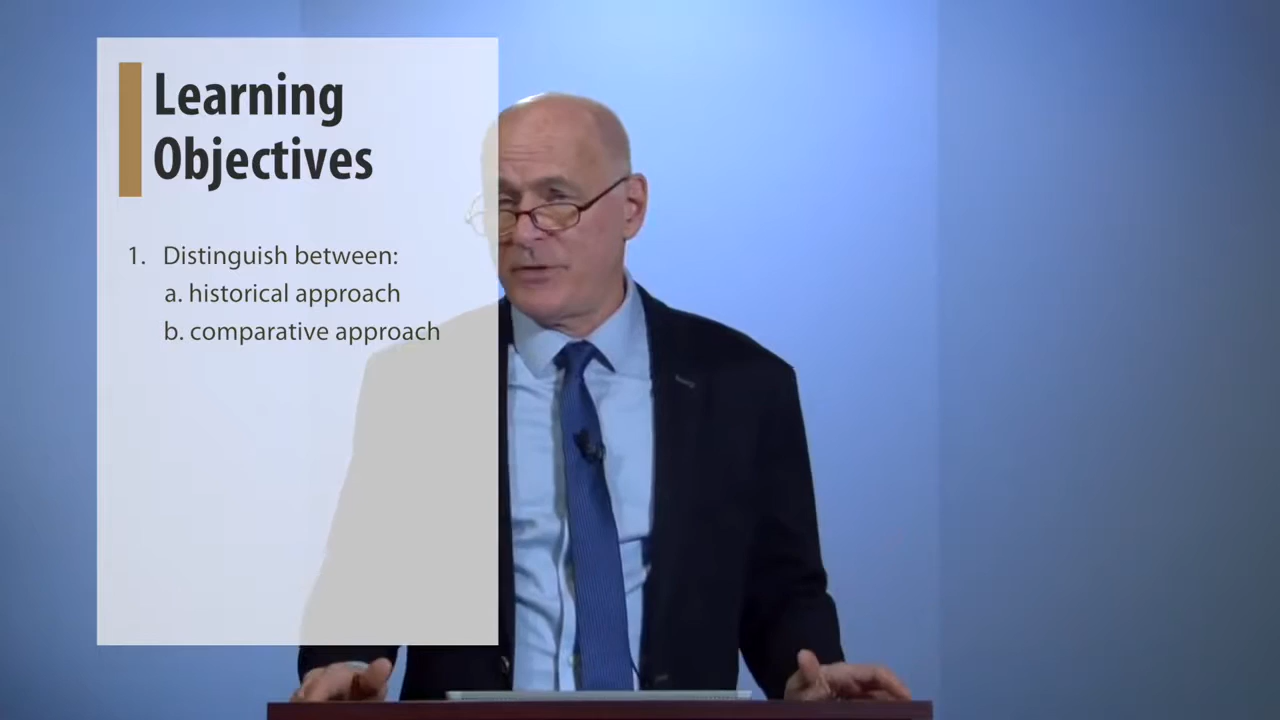 Learning
Objectives
1. Distinguish between:
a. historical approach
b. comparative approach